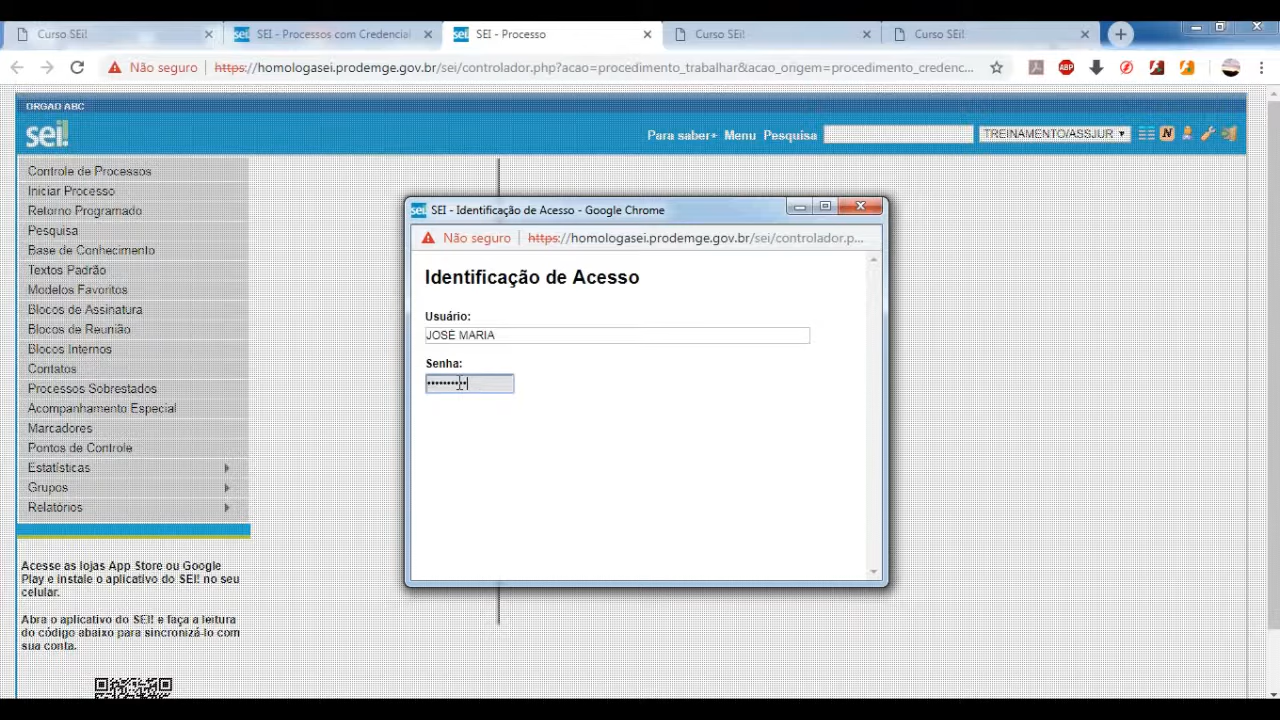 Curso SEi!
SEI - Processos com Credencial
SEI - Processo
Curso SEi!
Curso SEi!
Não seguro
https://homologasei.prodemge.gov.br/sei/controlador.php?acao=procedimento_trabalhar&acao_origem=procedimento_credenc...
ABP
ORGAO ABC
sei!
Para saber+ Menu Pesquisa
TREINAMENTO/ASSJUR
N
Controle de Processos
Iniciar Processo
Retorno Programado
Pesquisa
Base de Conhecimento
Textos Padrão
Modelos Favoritos
Blocos de Assinatura
Blocos de Reunião
Blocos Internos
Contatos
Processos Sobrestados
Acompanhamento Especial
Marcadores
Pontos de Controle
Estatísticas
Grupos
Relatórios
Acesse as lojas App Store ou Google
Play e instale o aplicativo do SEI! no seu
celular.
Abra o aplicativo do SEI! e faça a leitura
do código abaixo para sincronizá-lo com
sua conta.
sei! SEI - Identificação de Acesso - Google Chrome
Não seguro
https://homologasei.prodemge.gov.br/sei/controlador.p...
Identificação de Acesso
Usuário:
JOSÉ MARIA
Senha: